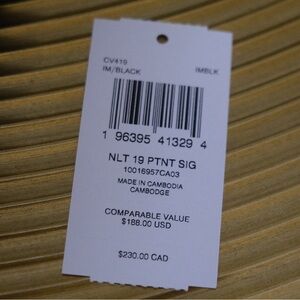 CV419
IM/BLACK IMBLK
1 96395 41329 4
NLT 19 PTNT SIG
10016957CA03
MADE IN CAMBODIA
CAMBODGE
COMPARABLE VALUE
$188.00 USD
$230.00 CAD